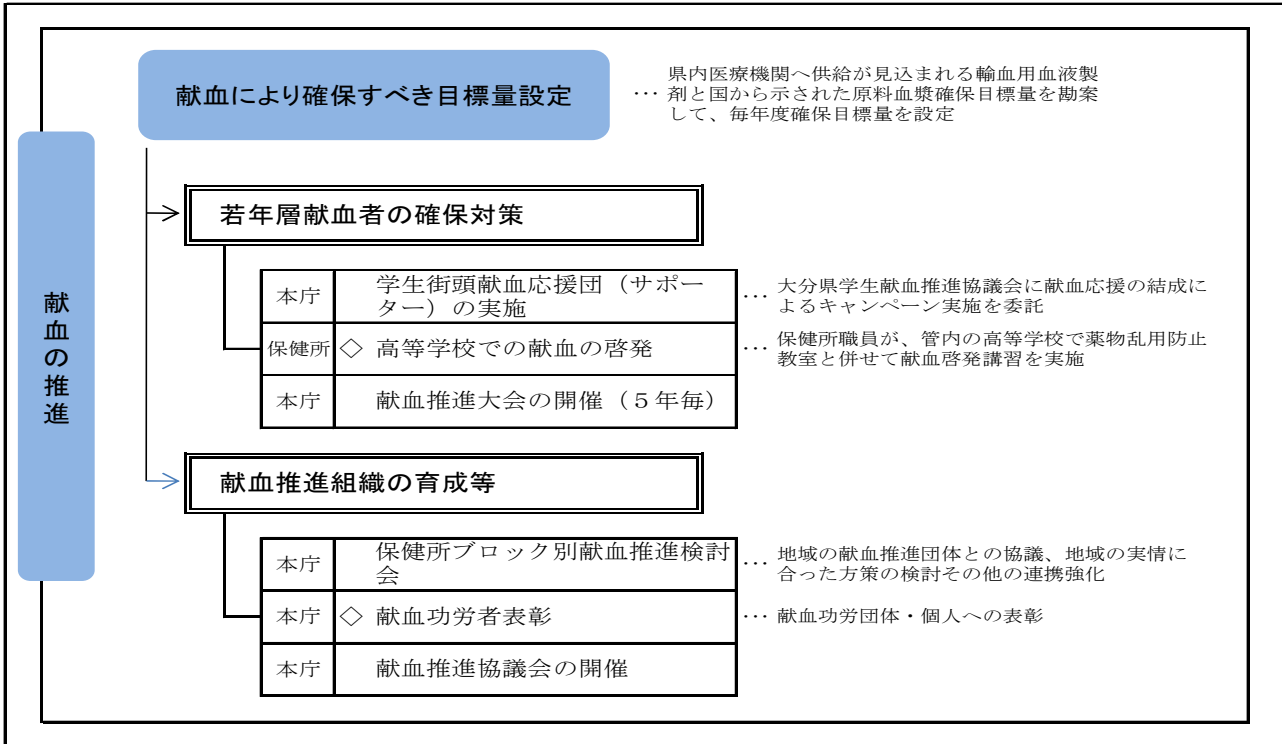 献血の推進
献血により確保すべき目標量設定
県内医療機関へ供給が見込まれる輸血用血液製
… 剤と国から示された原料血漿確保目標量を勘案
して、毎年度確保目標量を設定
若年層献血者の確保対策
本庁 学生街頭献血応援団（サポー
ター）の実施
… 大分県学生献血推進協議会に献血応援の結成に
よるキャンペーン実施を委託
保健所 ◇ 高等学校での献血の啓発
… 保健所職員が、管内の高等学校で薬物乱用防止
教室と併せて献血啓発講習を実施
本庁 献血推進大会の開催（５年毎）
献血推進組織の育成等
本庁 保健所ブロック別献血推進検討
会
… 地域の献血推進団体との協議、地域の実情に
合った方策の検討その他の連携強化
本庁 ◇ 献血功労者表彰 … 献血功労団体・個人への表彰
本庁 献血推進協議会の開催